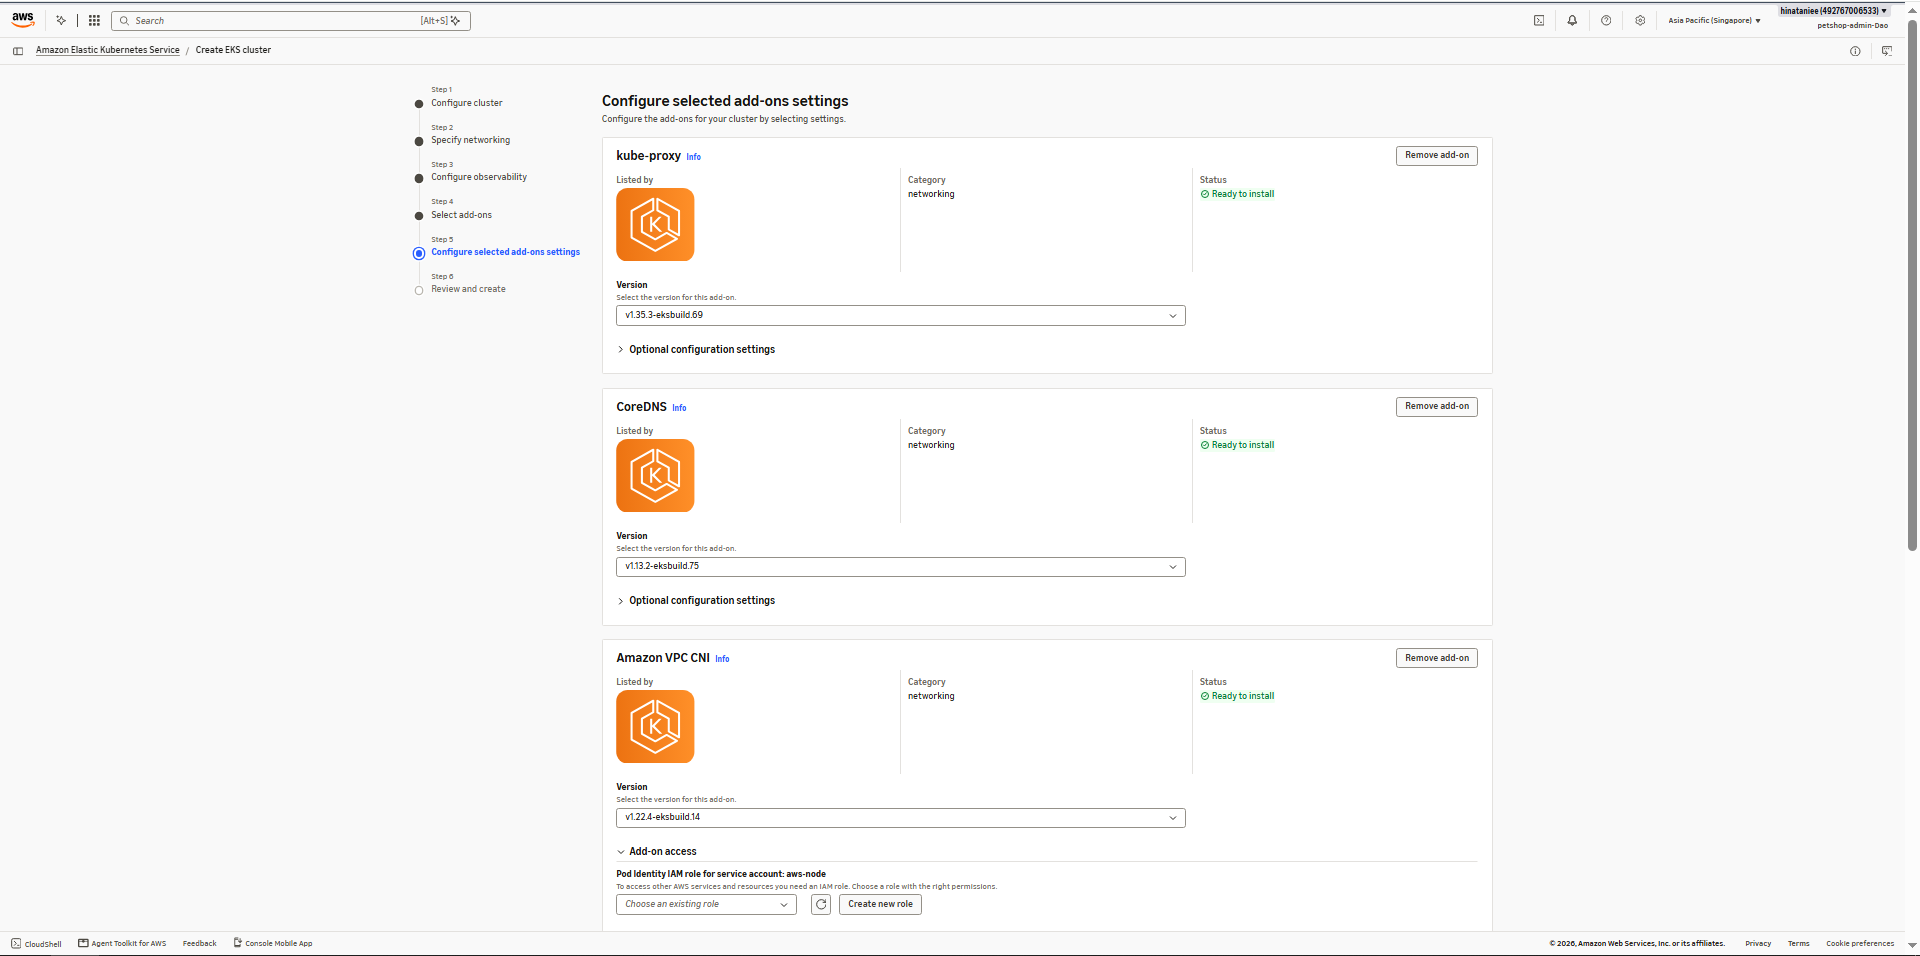 aws
Search
[Alt+S]
Asia Pacific (Singapore) ▼
hinataniee (492767006533) ▼
petshop-admin-Dao
Amazon Elastic Kubernetes Service / Create EKS cluster
Step 1
Configure cluster
Step 2
Specify networking
Step 3
Configure observability
Step 4
Select add-ons
Step 5
Configure selected add-ons settings
Step 6
Review and create
Configure selected add-ons settings
Configure the add-ons for your cluster by selecting settings.
kube-proxy Info
Remove add-on
Listed by
Category
networking
Status
Ready to install
K
Version
Select the version for this add-on.
v1.35.3-eksbuild.69
Optional configuration settings
CoreDNS Info
Remove add-on
Listed by
Category
networking
Status
Ready to install
K
Version
Select the version for this add-on.
v1.13.2-eksbuild.75
Optional configuration settings
Amazon VPC CNI Info
Remove add-on
Listed by
Category
networking
Status
Ready to install
K
Version
Select the version for this add-on.
v1.22.4-eksbuild.14
Add-on access
Pod Identity IAM role for service account: aws-node
To access other AWS services and resources you need an IAM role. Choose a role with the right permissions.
Choose an existing role
Create new role
CloudShell
Agent Toolkit for AWS
Feedback
Console Mobile App
© 2026, Amazon Web Services, Inc. or its affiliates.
Privacy
Terms
Cookie preferences